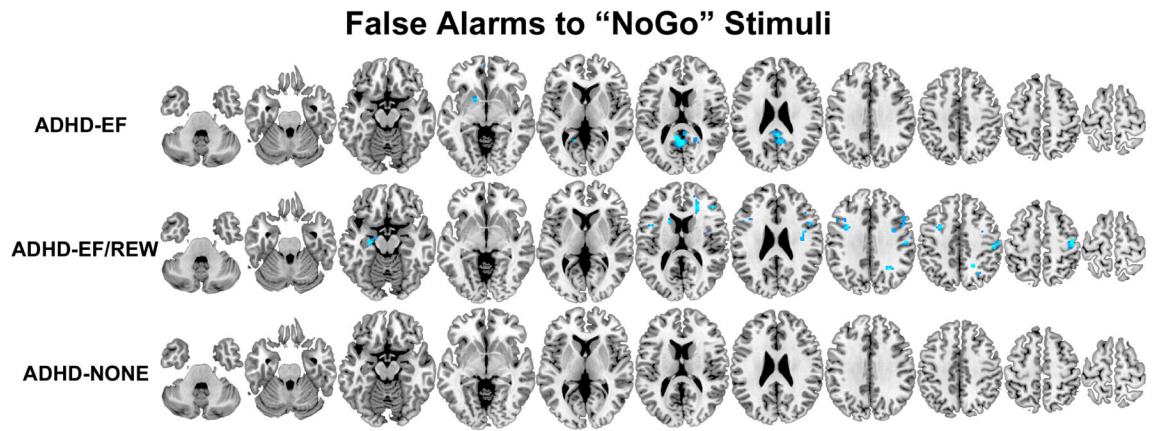 False Alarms to “NoGo” Stimuli
ADHD-EF
ADHD-EF/REW
ADHD-NONE